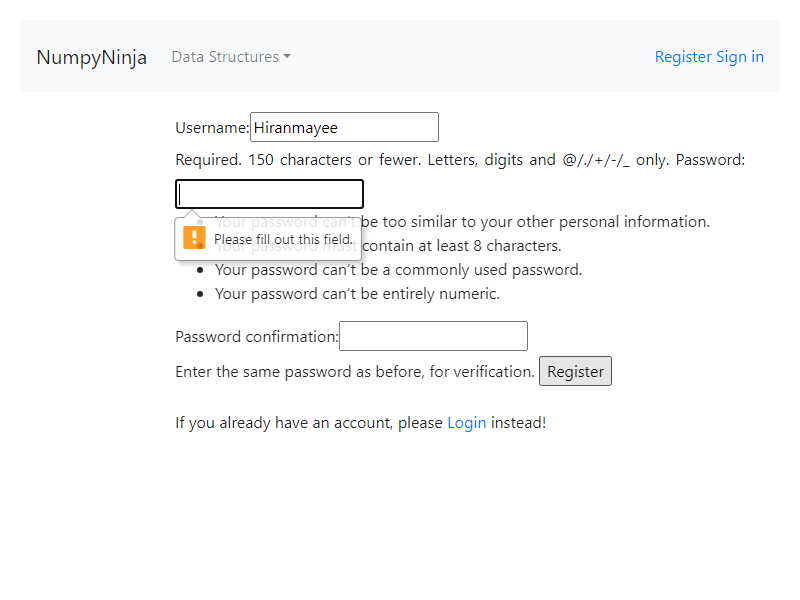 NumpyNinja Data Structures Register Sign in
Username: Hiranmayee
Required. 150 characters or fewer. Letters, digits and @/./+/-/_ only. Password:
Your password can't be too similar to your other personal information.
Please fill out this field.
Your password must contain at least 8 characters.
Your password can't be a commonly used password.
Your password can't be entirely numeric.
Password confirmation:
Enter the same password as before, for verification. Register
If you already have an account, please Login instead!